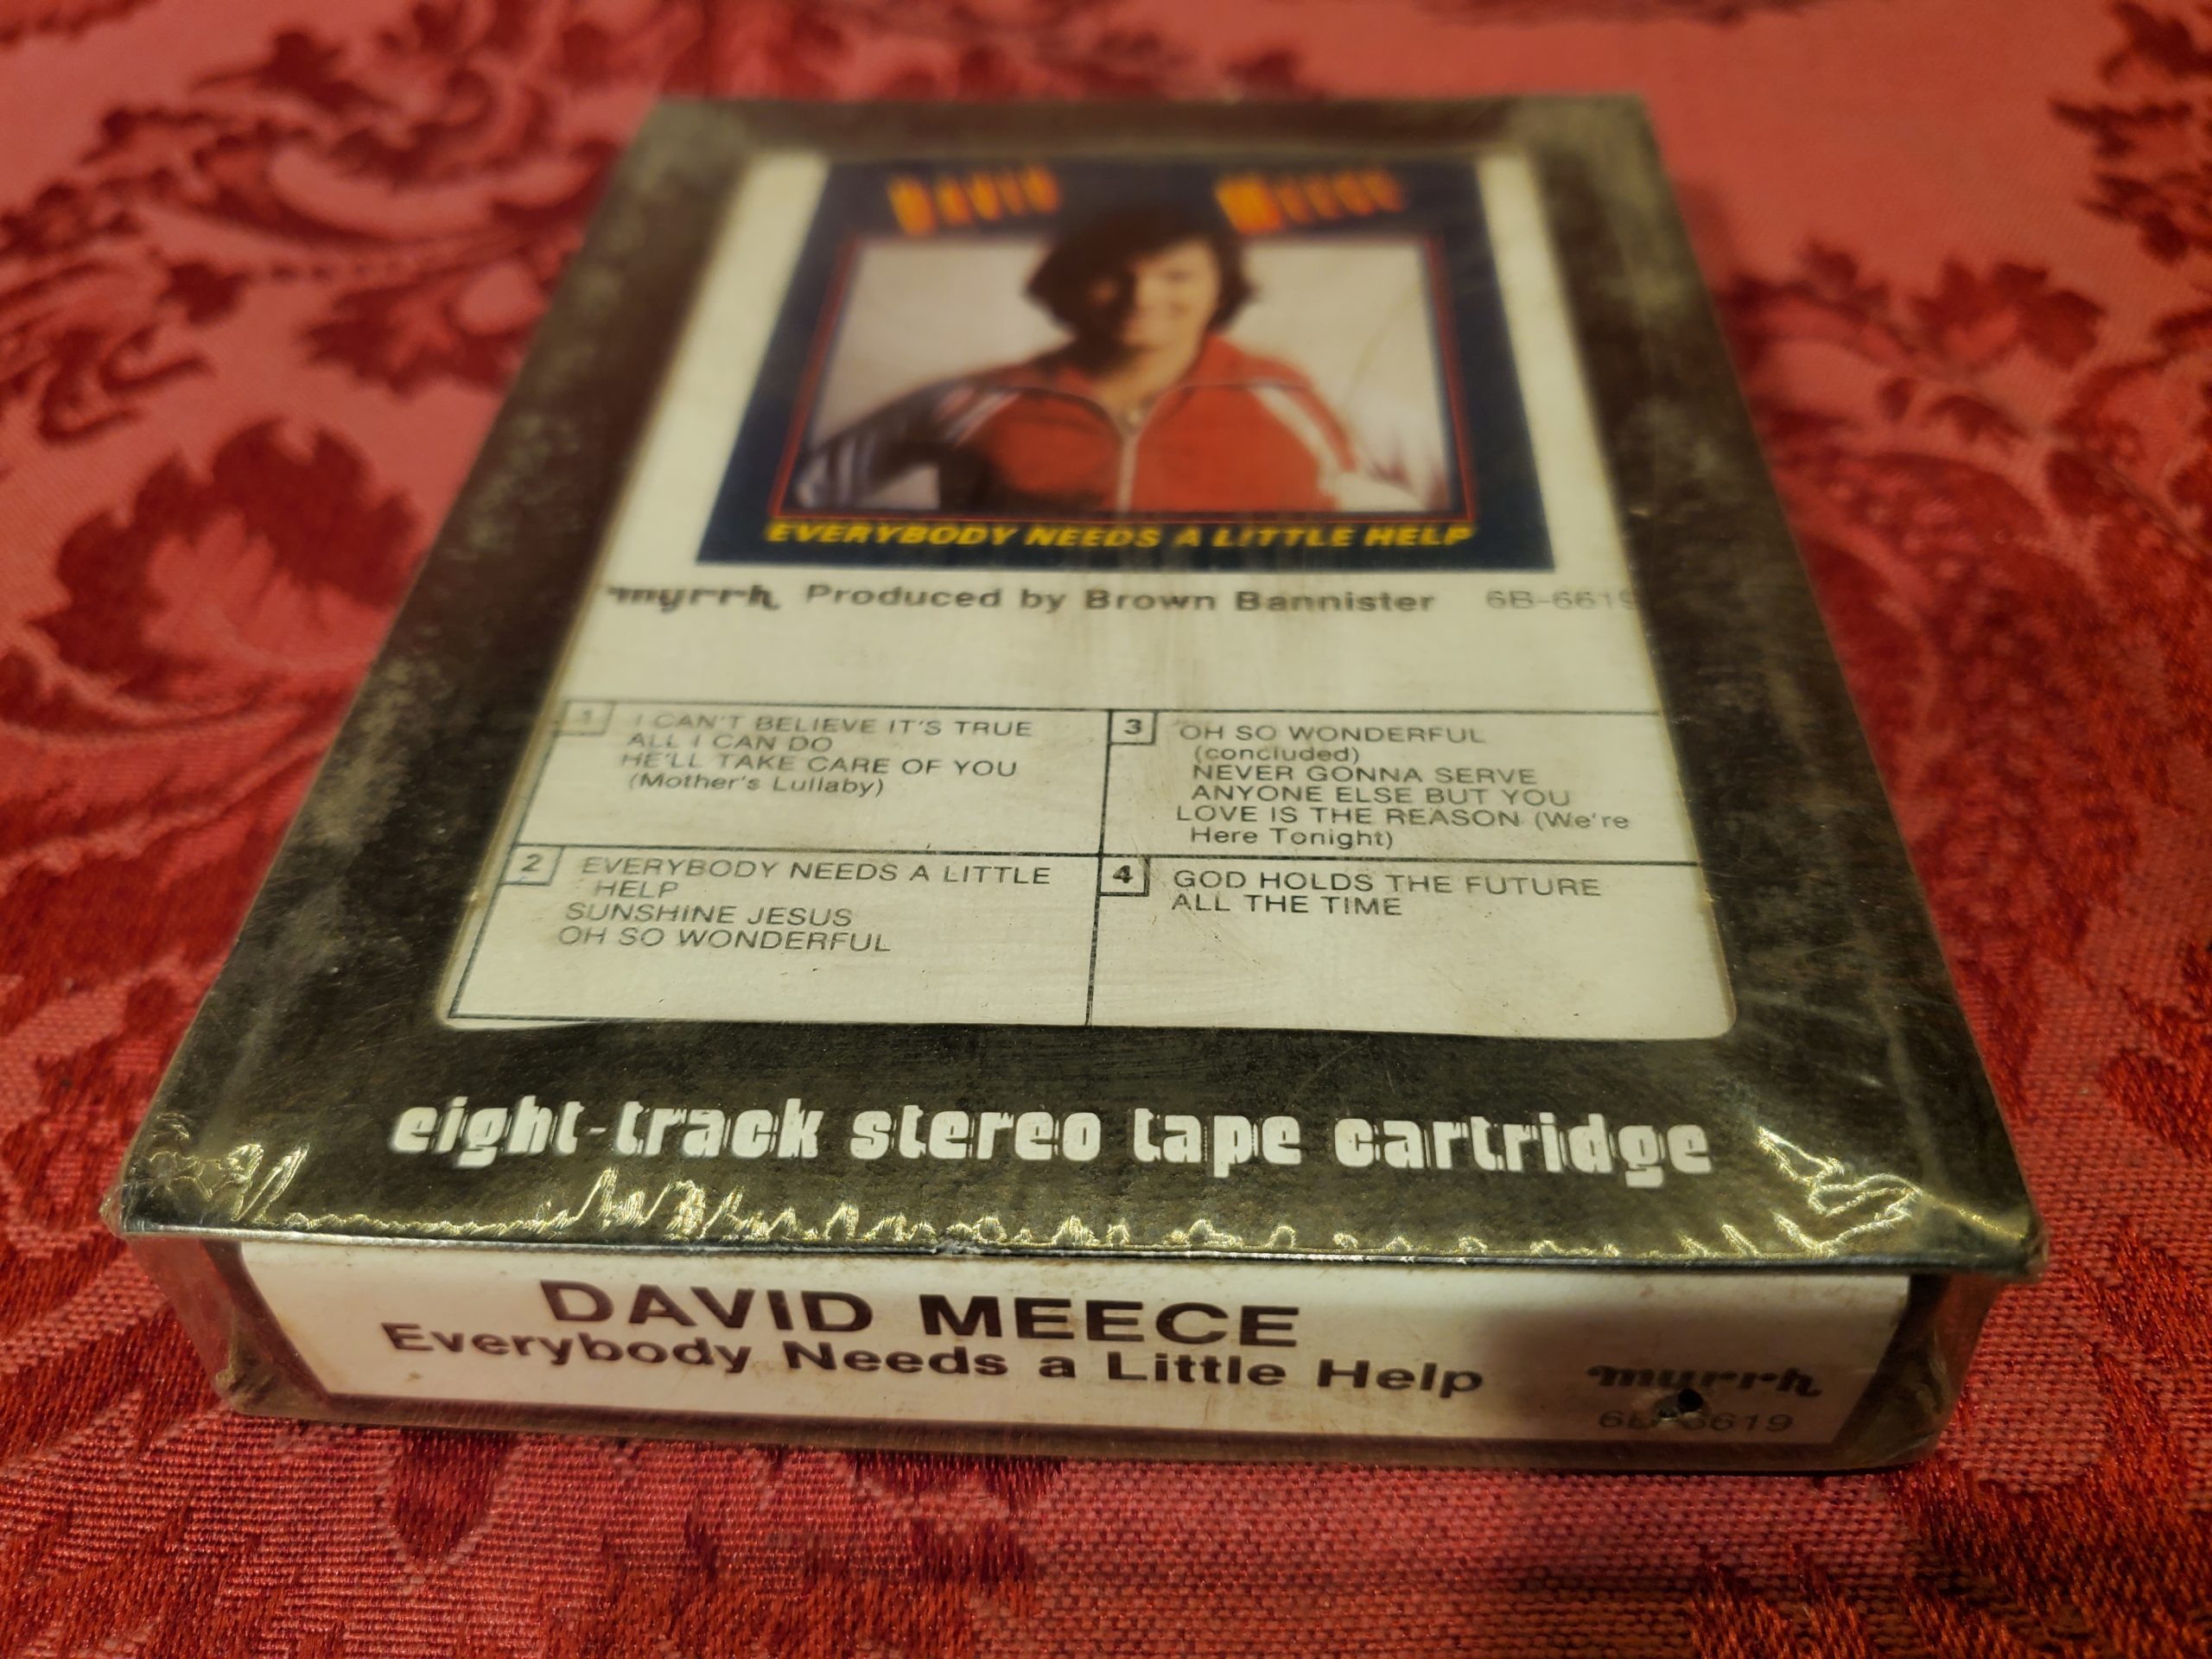 DAVID MEECE
EVERYBODY NEEDS A LITTLE HELP
myrrh Produced by Brown Bannister 6B-6619
1 I CAN'T BELIEVE IT'S TRUE
ALL I CAN DO
HE'LL TAKE CARE OF YOU
(Mother's Lullaby)
2 EVERYBODY NEEDS A LITTLE
HELP
SUNSHINE JESUS
OH SO WONDERFUL
3 OH SO WONDERFUL
(concluded)
NEVER GONNA SERVE
ANYONE ELSE BUT YOU
LOVE IS THE REASON (We're
Here Tonight)
4 GOD HOLDS THE FUTURE
ALL THE TIME
eight-track stereo tape cartridge
DAVID MEECE
Everybody Needs a Little Help
myrrh
6B-6619